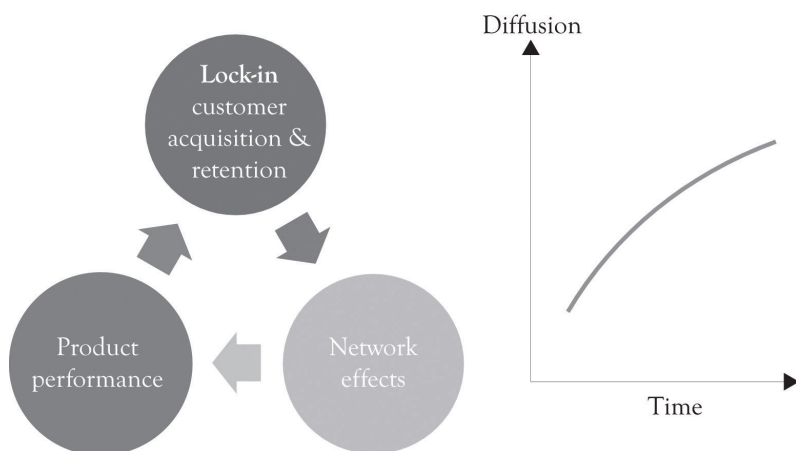 Lock-in
customer
acquisition &
retention
Product
performance
Network
effects
Diffusion
Time